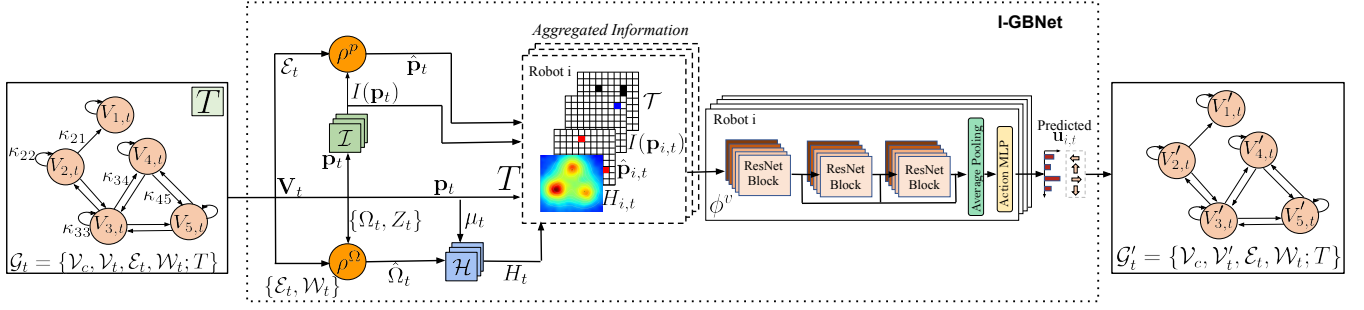 I-GBNet
T
V_{1,t}
κ_{21}
κ_{22}
V_{2,t}
V_{4,t}
κ_{34}
κ_{45}
κ_{33}
V_{3,t}
V_{5,t}
𝒢_t = {𝒱_c, 𝒱_t, ℰ_t, 𝒲_t; T}
ρ^p
ℰ_t
p̂_t
I(p_t)
ℐ
p_t
V_t
p_t
{Ω_t, Z_t}
μ_t
ρ^Ω
Ω̂_t
ℋ
H_t
{ℰ_t, 𝒲_t}
Aggregated Information
Robot i
𝒯
I(p_{i,t})
p̂_{i,t}
T
H_{i,t}
Robot i
ResNet
Block
ResNet
Block
ResNet
Block
ϕ^v
Average Pooling
Action MLP
Predicted
u_{i,t}
V'_{1,t}
V'_{2,t}
V'_{4,t}
V'_{3,t}
V'_{5,t}
𝒢'_t = {𝒱_c, 𝒱'_t, ℰ_t, 𝒲_t; T}